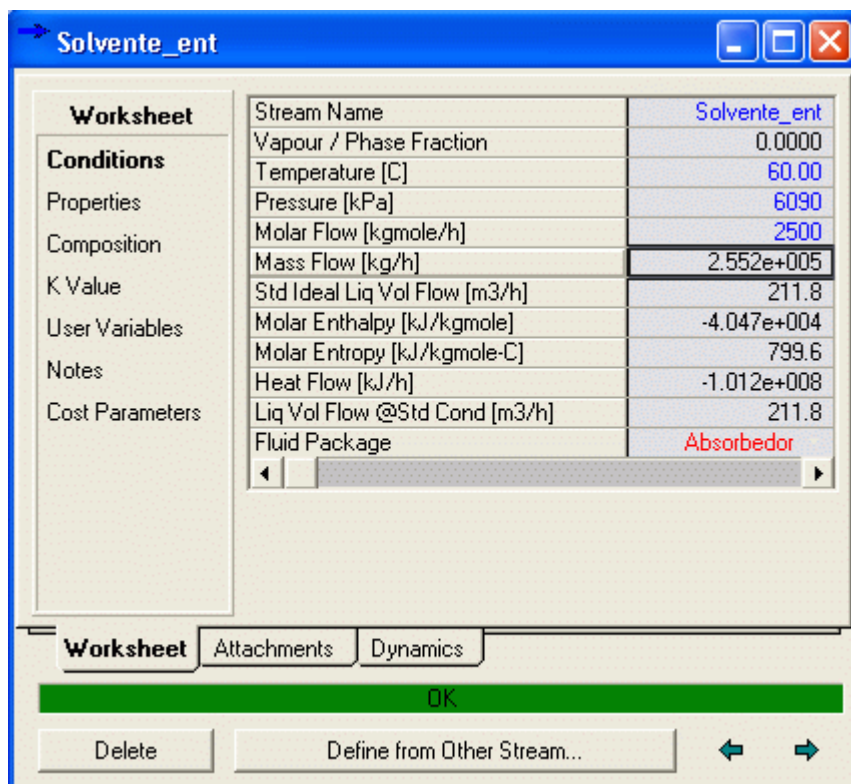 Solvente_ent
Worksheet
Conditions
Properties
Composition
K Value
User Variables
Notes
Cost Parameters
Stream Name Solvente_ent
Vapour / Phase Fraction 0.0000
Temperature [C] 60.00
Pressure [kPa] 6090
Molar Flow [kgmole/h] 2500
Mass Flow [kg/h] 2.552e+005
Std Ideal Liq Vol Flow [m3/h] 211.8
Molar Enthalpy [kJ/kgmole] -4.047e+004
Molar Entropy [kJ/kgmole-C] 799.6
Heat Flow [kJ/h] -1.012e+008
Liq Vol Flow @Std Cond [m3/h] 211.8
Fluid Package Absorbedor
Worksheet Attachments Dynamics
OK
Delete Define from Other Stream...